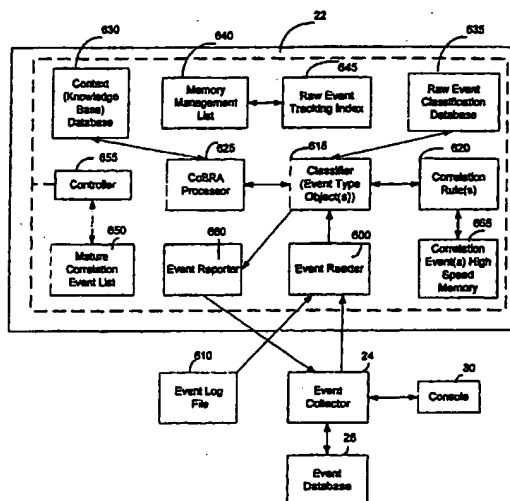 630
22
640
645
635
Context
(Knowledge
Base)
Database
Memory
Management
List
Raw Event
Tracking Index
Raw Event
Classification
Database
655
625
615
620
Controller
CoBRA
Processor
Classifier
(Event Type
Object(s))
Correlation
Rule(s)
650
660
600
665
Mature
Correlation
Event List
Event Reporter
Event Reader
Correlation
Event(s) High
Speed
Memory
610
24
30
Event Log
File
Event
Collector
Console
26
Event
Database